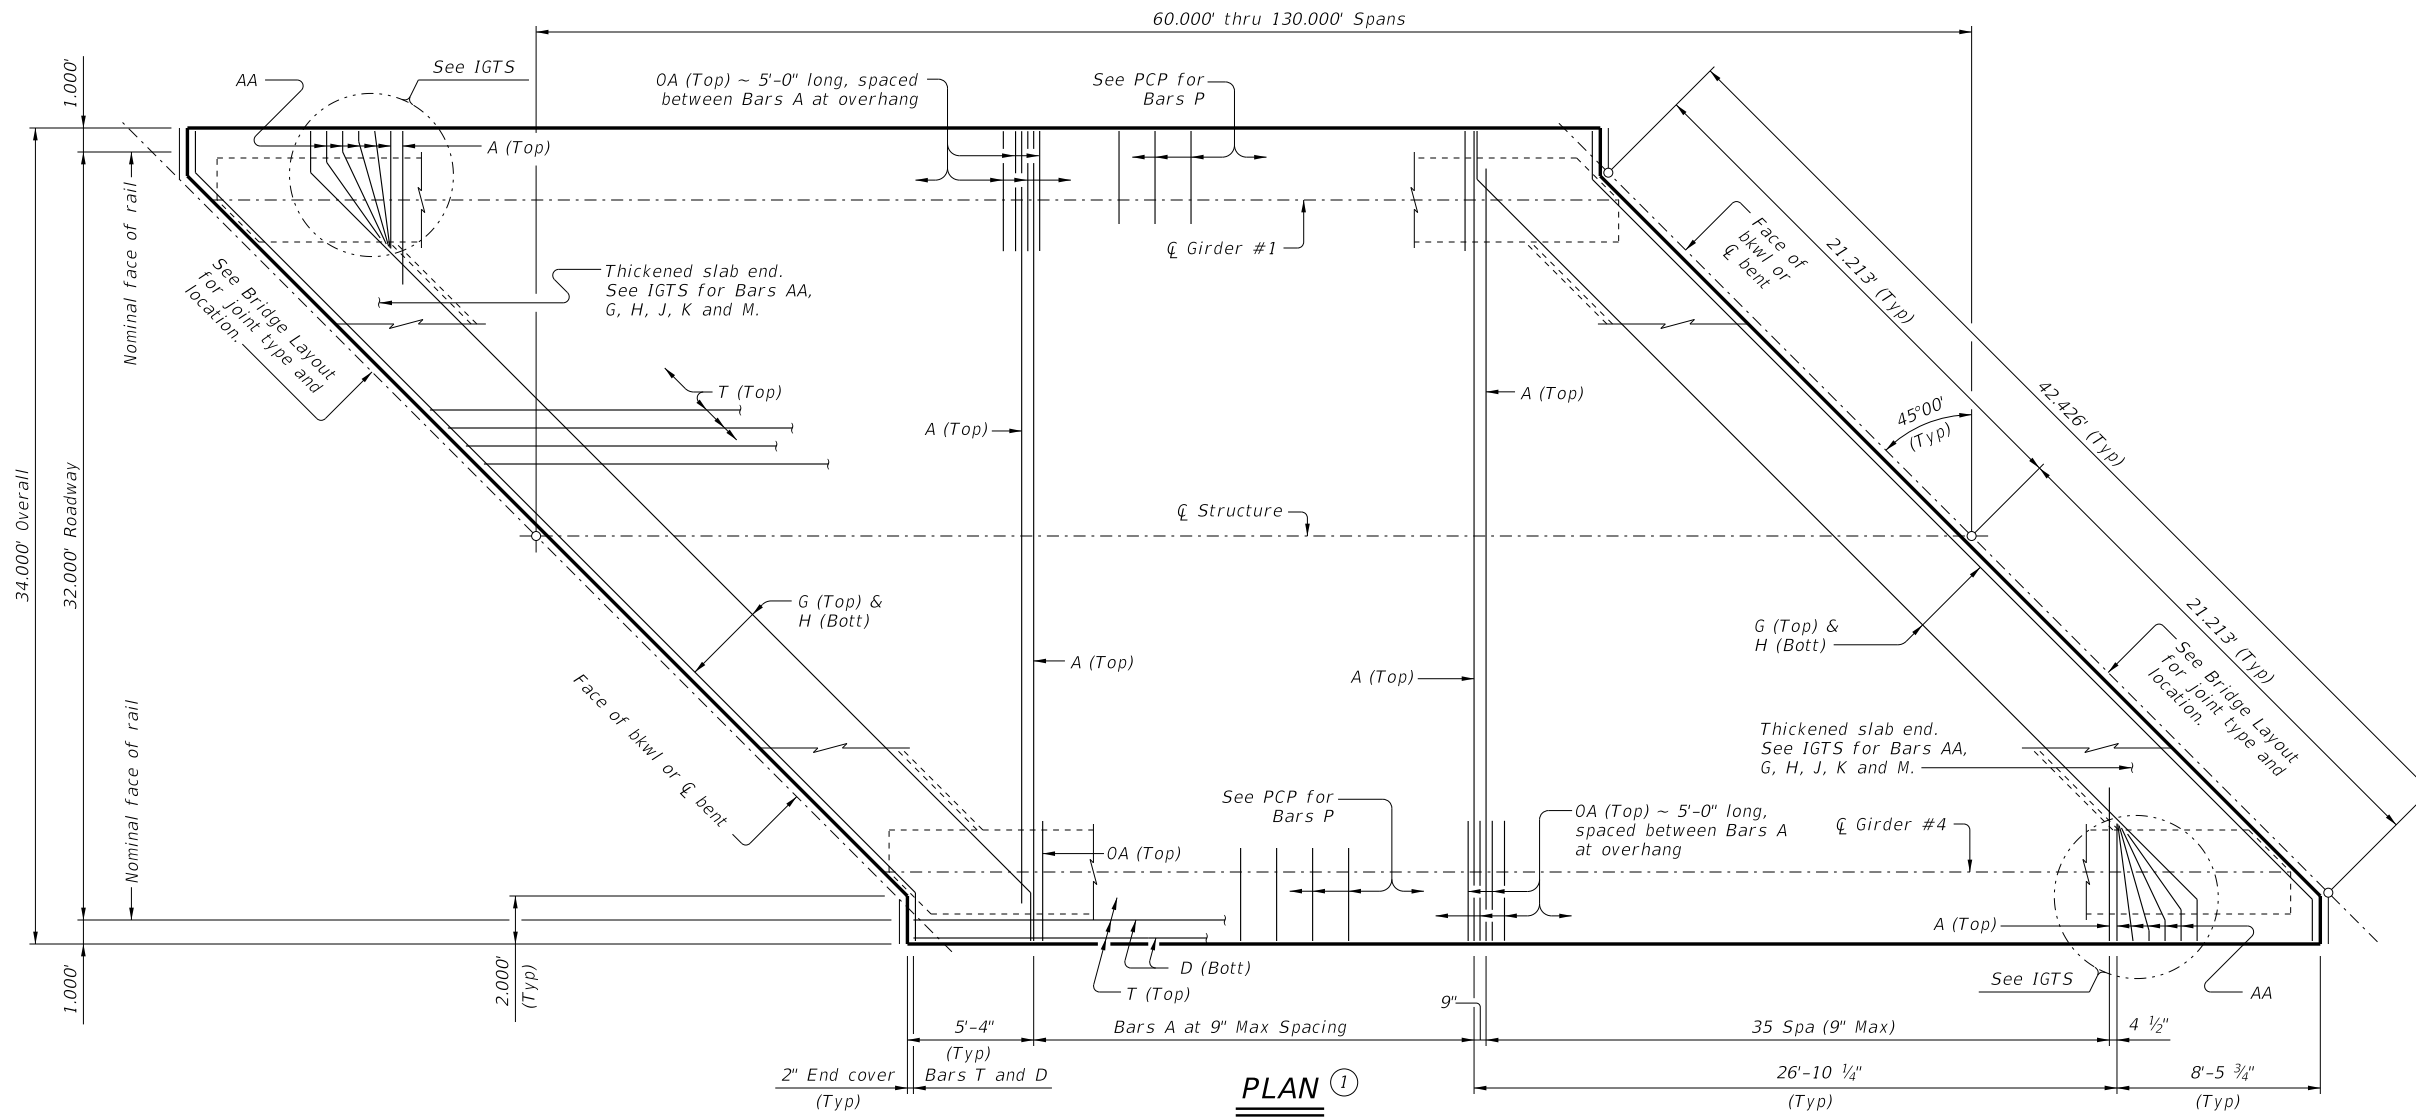 60.000' thru 130.000' Spans
1.000'
AA
See IGTS
OA (Top) ~ 5'-0" long, spaced
between Bars A at overhang
See PCP for
Bars P
A (Top)
Nominal face of rail
℄ Girder #1
Face of
bkwl or
℄ bent
21.213' (Typ)
42.426' (Typ)
See Bridge Layout
for joint type and
location.
Thickened slab end.
See IGTS for Bars AA,
G, H, J, K and M.
T (Top)
A (Top)
A (Top)
45°00'
(Typ)
34.000' Overall
32.000' Roadway
℄ Structure
G (Top) &
H (Bott)
G (Top) &
H (Bott)
21.213' (Typ)
A (Top)
A (Top)
See Bridge Layout
for joint type and
location.
Face of bkwl or ℄ bent
Nominal face of rail
Thickened slab end.
See IGTS for Bars AA,
G, H, J, K and M.
See PCP for
Bars P
OA (Top) ~ 5'-0" long,
spaced between Bars A
at overhang
℄ Girder #4
OA (Top)
A (Top)
1.000'
2.000'
(Typ)
D (Bott)
T (Top)
See IGTS
AA
9"
5'-4"
(Typ)
Bars A at 9" Max Spacing
35 Spa (9" Max)
4 ½"
2" End cover
(Typ)
Bars T and D
26'-10 ¼"
(Typ)
8'-5 ¾"
(Typ)
PLAN 1